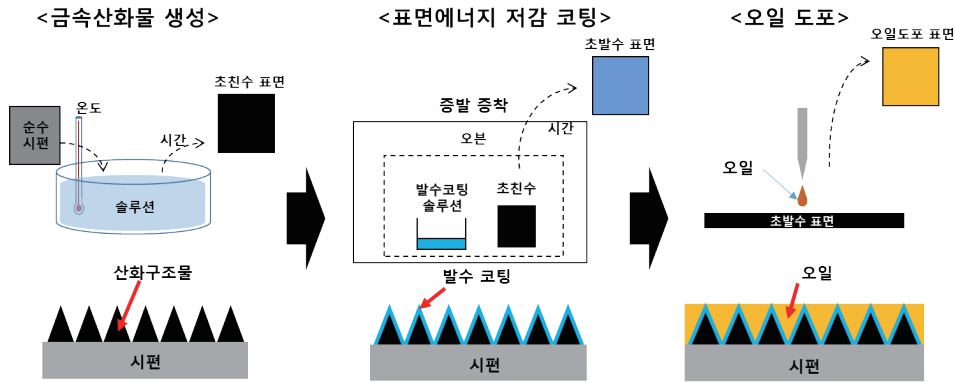 <금속산화물 생성>
<표면에너지 저감 코팅>
<오일 도포>
순수
시편
온도
초친수 표면
시간
솔루션
산화구조물
시편
초발수 표면
증발 증착
시간
오븐
발수코팅
솔루션
초친수
발수 코팅
시편
오일도포 표면
오일
초발수 표면
오일
시편